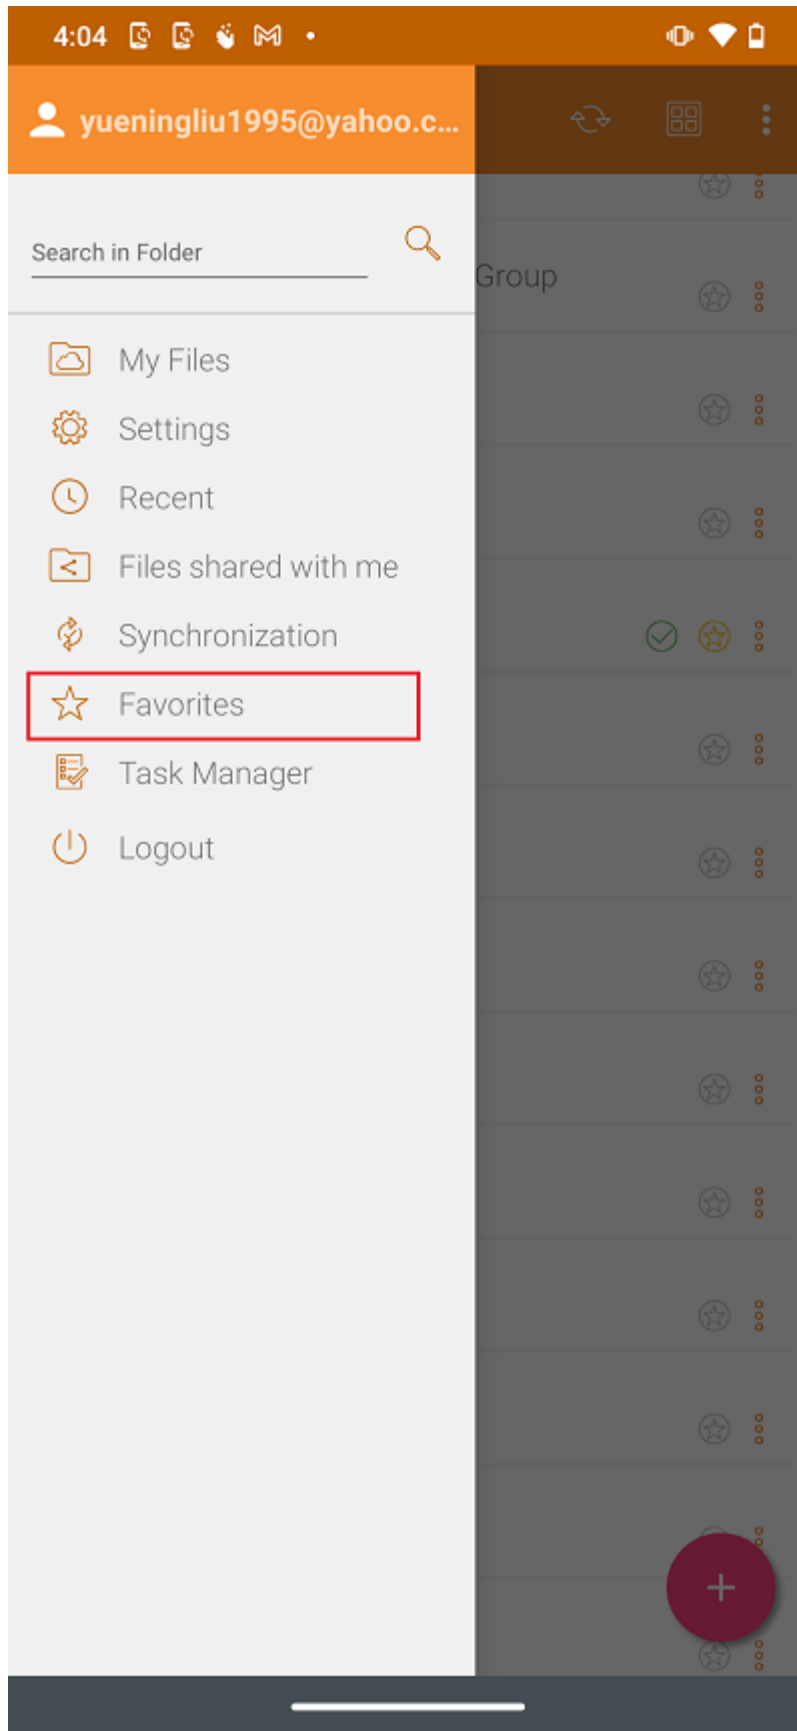 4:04
yueningliu1995@yahoo.c...
Search in Folder
Group
My Files
Settings
Recent
Files shared with me
Synchronization
Favorites
Task Manager
Logout